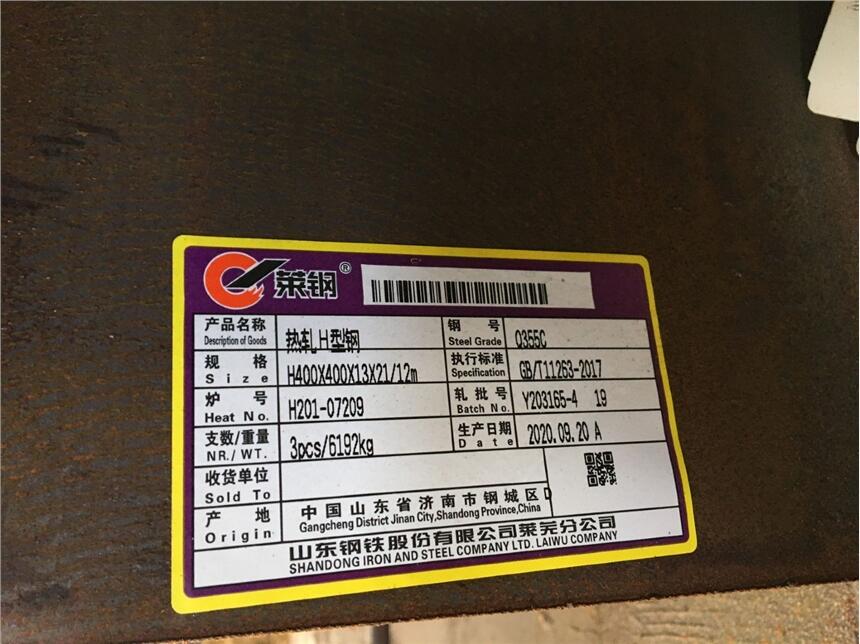 莱钢®
产品名称 热轧H型钢 钢 号 Q355C
Description of Goods Steel Grade
规 格 H400X400X13X21/12m 执行标准 GB/T11263-2017
Size Specification
炉 号 H201-07209 轧批号 Y203165-4 19
Heat No. Batch No.
支数/重量 3pcs/6192kg 生产日期 2020.09.20 A
NR./WT. Date
收货单位
Sold To
产 地 中国山东省济南市钢城区 D
Origin Gangcheng District Jinan City,Shandong Province,China
山东钢铁股份有限公司莱芜分公司
SHANDONG IRON AND STEEL COMPANY LTD. LAIWU COMPANY